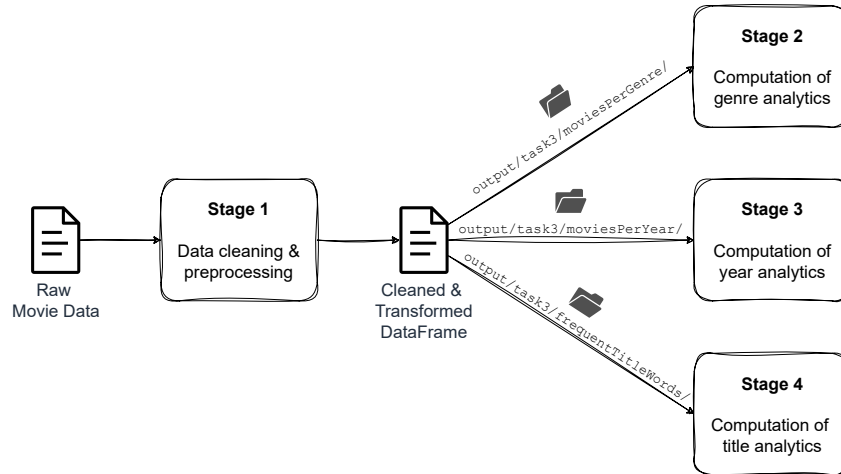 Raw
Movie Data
Stage 1
Data cleaning &
preprocessing
Cleaned &
Transformed
DataFrame
output/task3/moviesPerGenre/
Stage 2
Computation of
genre analytics
output/task3/moviesPerYear/
Stage 3
Computation of
year analytics
output/task3/frequentTitleWords/
Stage 4
Computation of
title analytics